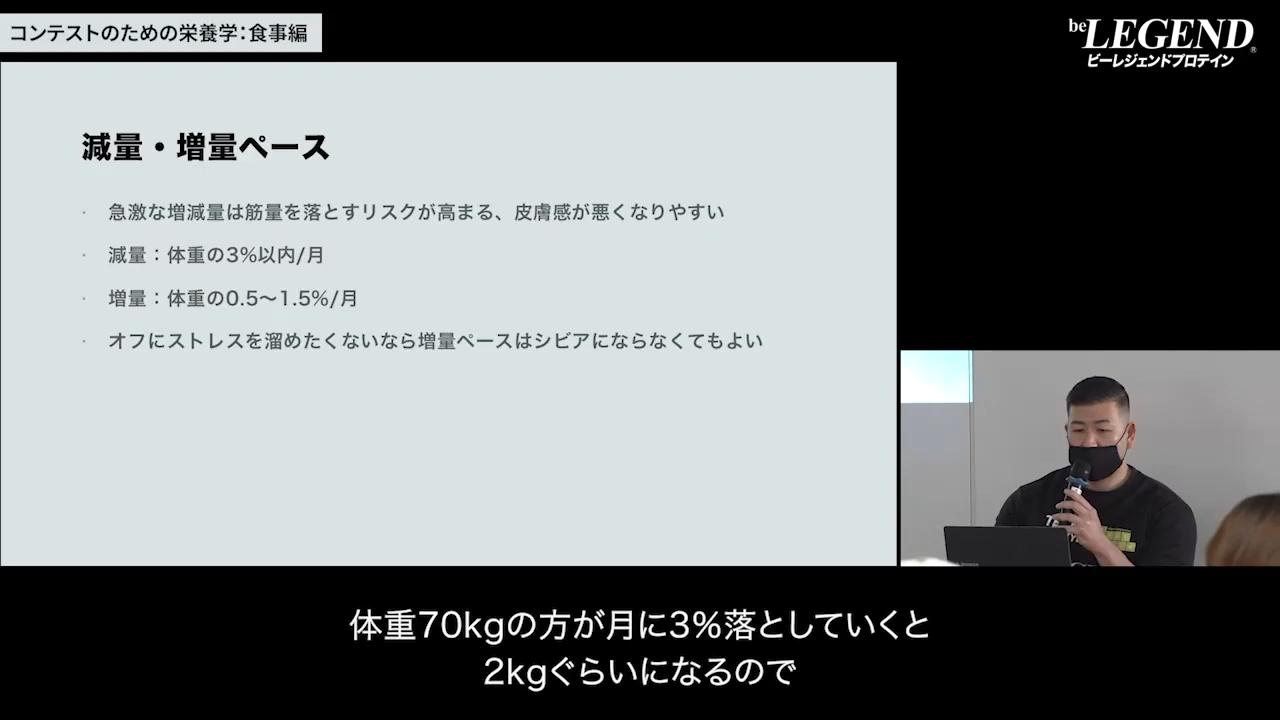 コンテストのための栄養学：食事編
be LEGEND®
ビーレジェンドプロテイン
減量・増量ペース
・ 急激な増減量は筋量を落とすリスクが高まる、皮膚感が悪くなりやすい
・ 減量：体重の3%以内/月
・ 増量：体重の0.5〜1.5%/月
・ オフにストレスを溜めたくないなら増量ペースはシビアにならなくてもよい
体重70kgの方が月に3%落としていくと
2kgぐらいになるので